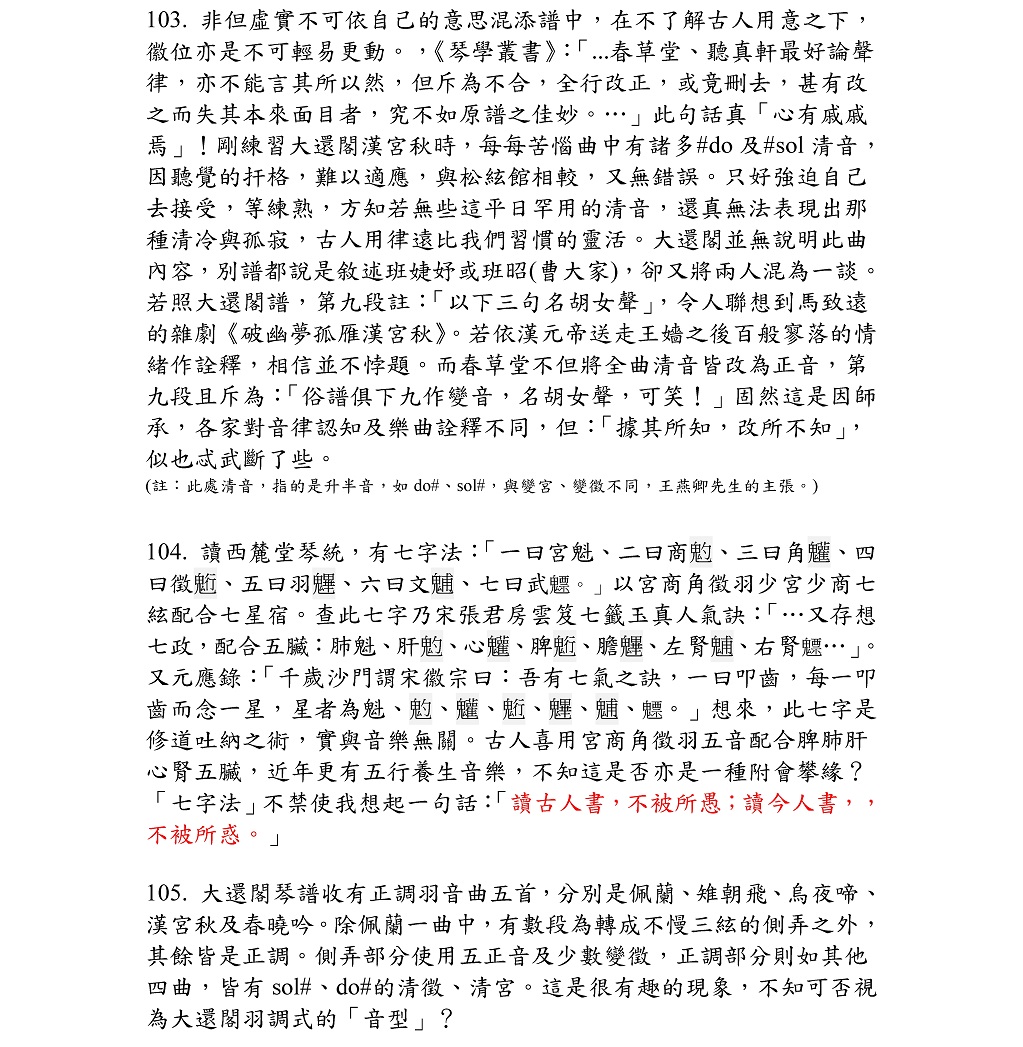 103. 非但虛實不可依自己的意思混添譜中，在不了解古人用意之下，
徽位亦是不可輕易更動。，《琴學叢書》：「...春草堂、聽真軒最好論聲
律，亦不能言其所以然，但斥為不合，全行改正，或竟刪去，甚有改
之而失其本來面目者，究不如原譜之佳妙。…」此句話真「心有戚戚
焉」！剛練習大還閣漢宮秋時，每每苦惱曲中有諸多#do 及#sol 清音，
因聽覺的扞格，難以適應，與松絃館相較，又無錯誤。只好強迫自己
去接受，等練熟，方知若無些這平日罕用的清音，還真無法表現出那
種清冷與孤寂，古人用律遠比我們習慣的靈活。大還閣並無說明此曲
內容，別譜都說是敘述班婕妤或班昭(曹大家)，卻又將兩人混為一談。
若照大還閣譜，第九段註：「以下三句名胡女聲」，令人聯想到馬致遠
的雜劇《破幽夢孤雁漢宮秋》。若依漢元帝送走王嬙之後百般寥落的情
緒作詮釋，相信並不悖題。而春草堂不但將全曲清音皆改為正音，第
九段且斥為：「俗譜俱下九作變音，名胡女聲，可笑！」固然這是因師
承，各家對音律認知及樂曲詮釋不同，但：「據其所知，改所不知」，
似也忒武斷了些。
(註：此處清音，指的是升半音，如 do#、sol#，與變宮、變徵不同，王燕卿先生的主張。)
104. 讀西麓堂琴統，有七字法：「一曰宮魁、二曰商魡、三曰角䰢、四
曰徵魒、五曰羽魓、六曰文䰷、七曰武魒。」以宮商角徵羽少宮少商七
絃配合七星宿。查此七字乃宋張君房雲笈七籤玉真人氣訣：「…又存想
七政，配合五臟：肺魁、肝魡、心䰢、脾魒、膽魓、左腎䰷、右腎魒…」。
又元應錄：「千歲沙門謂宋徽宗曰：吾有七氣之訣，一曰叩齒，每一叩
齒而念一星，星者為魁、魡、䰢、魒、魓、䰷、魒。」想來，此七字是
修道吐納之術，實與音樂無關。古人喜用宮商角徵羽五音配合脾肺肝
心腎五臟，近年更有五行養生音樂，不知這是否亦是一種附會攀緣？
「七字法」不禁使我想起一句話：「讀古人書，不被所愚；讀今人書，，
不被所惑。」
105. 大還閣琴譜收有正調羽音曲五首，分別是佩蘭、雉朝飛、烏夜啼、
漢宮秋及春曉吟。除佩蘭一曲中，有數段為轉成不慢三絃的側弄之外，
其餘皆是正調。側弄部分使用五正音及少數變徵，正調部分則如其他
四曲，皆有 sol#、do#的清徵、清宮。這是很有趣的現象，不知可否視
為大還閣羽調式的「音型」？